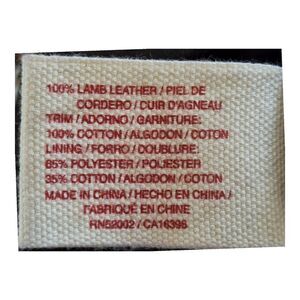 100% LAMB LEATHER / PIEL DE
CORDERO / CUIR D'AGNEAU
TRIM / ADORNO / GARNITURE:
100% COTTON / ALGODON / COTON
LINING / FORRO / DOUBLURE:
65% POLYESTER / POLIESTER
35% COTTON / ALGODON / COTON
MADE IN CHINA / HECHO EN CHINA /
FABRIQUÉ EN CHINE
RN52002 / CA16398